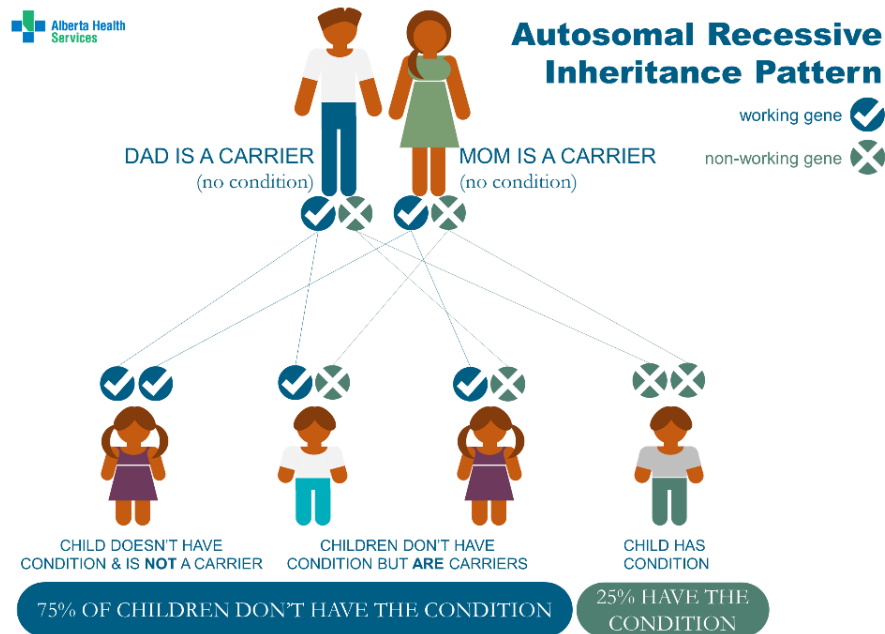 Alberta Health
Services
Autosomal Recessive
Inheritance Pattern
working gene
non-working gene
DAD IS A CARRIER
(no condition)
MOM IS A CARRIER
(no condition)
CHILD DOESN'T HAVE
CONDITION & IS NOT A CARRIER
CHILDREN DON'T HAVE
CONDITION BUT ARE CARRIERS
CHILD HAS
CONDITION
75% OF CHILDREN DON'T HAVE THE CONDITION
25% HAVE THE
CONDITION